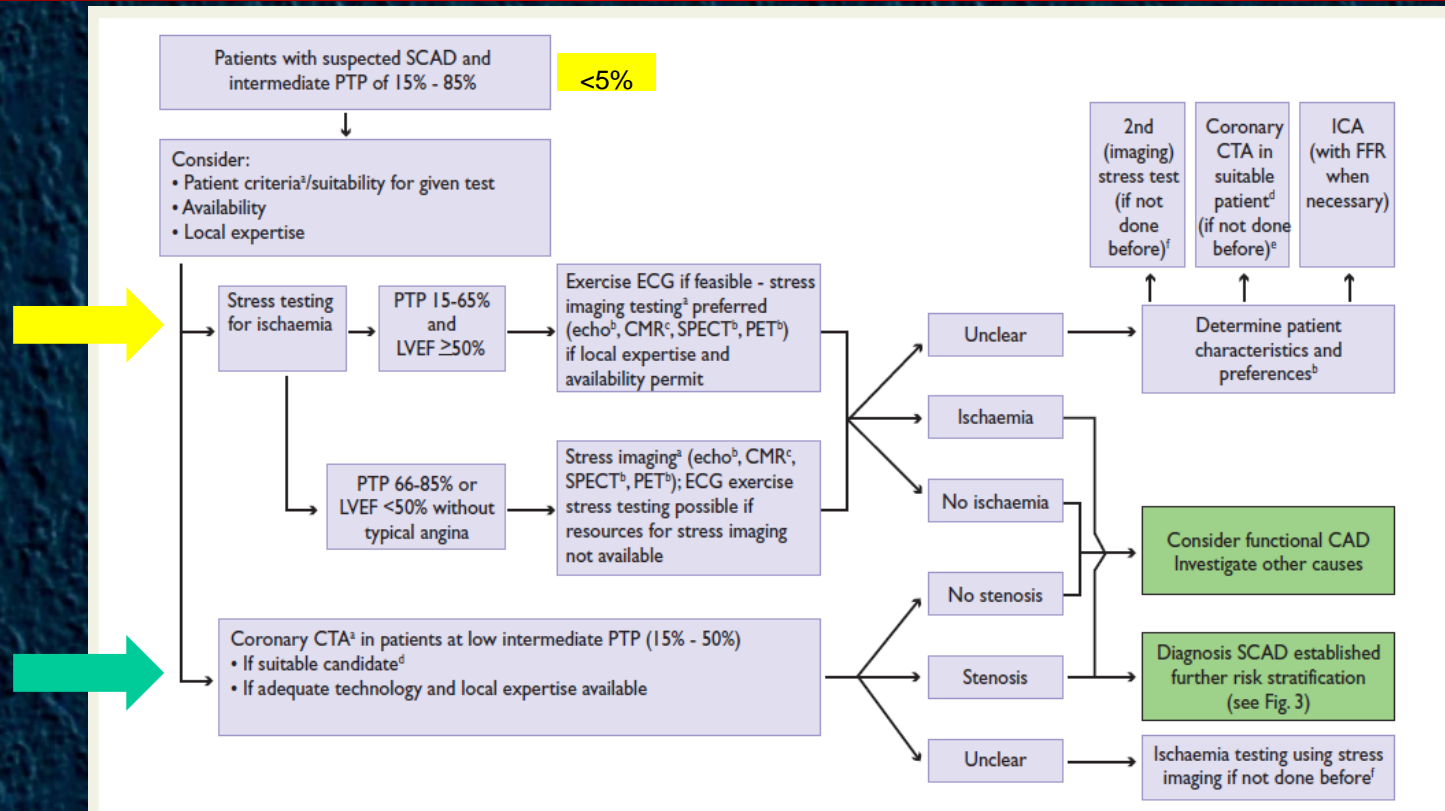 Patients with suspected SCAD and
intermediate PTP of 15% - 85%
<5%
Consider:
• Patient criteriaᵃ/suitability for given test
• Availability
• Local expertise
Stress testing
for ischaemia
PTP 15-65%
and
LVEF ≥50%
Exercise ECG if feasible - stress
imaging testingᵃ preferred
(echoᵇ, CMRᶜ, SPECTᵇ, PETᵇ)
if local expertise and
availability permit
PTP 66-85% or
LVEF <50% without
typical angina
Stress imagingᵃ (echoᵇ, CMRᶜ,
SPECTᵇ, PETᵇ); ECG exercise
stress testing possible if
resources for stress imaging
not available
Coronary CTAᵃ in patients at low intermediate PTP (15% - 50%)
• If suitable candidateᵈ
• If adequate technology and local expertise available
Unclear
Ischaemia
No ischaemia
No stenosis
Stenosis
Unclear
2nd
(imaging)
stress test
(if not
done
before)ᶠ
Coronary
CTA in
suitable
patientᵈ
(if not done
before)ᵉ
ICA
(with FFR
when
necessary)
Determine patient
characteristics and
preferencesᵇ
Consider functional CAD
Investigate other causes
Diagnosis SCAD established
further risk stratification
(see Fig. 3)
Ischaemia testing using stress
imaging if not done beforeᶠ